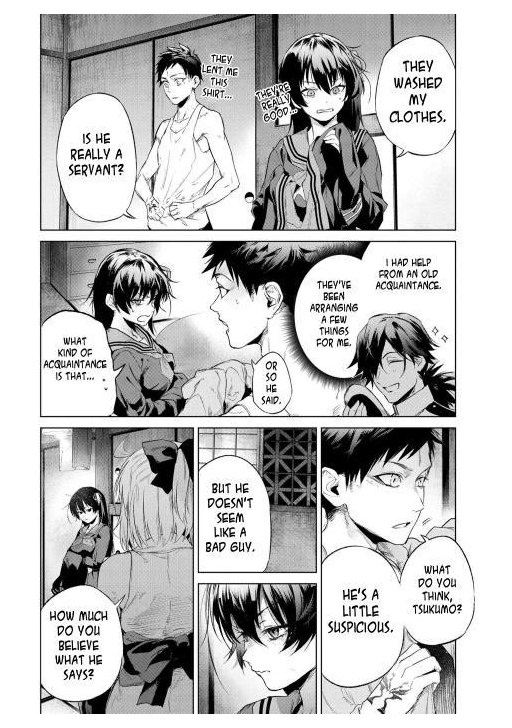 THEY
WASHED
MY
CLOTHES.
THEY'RE
REALLY
GOOD...
THEY
LENT ME
THIS
SHIRT...
IS HE
REALLY A
SERVANT?
I HAD HELP
FROM AN OLD
ACQUAINTANCE.
THEY'VE
BEEN
ARRANGING
A FEW
THINGS
FOR ME.
OR
SO HE
SAID.
WHAT
KIND OF
ACQUAINTANCE
IS THAT...
WHAT
DO YOU
THINK,
TSUKUMO?
HE'S A
LITTLE
SUSPICIOUS.
BUT HE
DOESN'T
SEEM
LIKE A
BAD GUY.
HOW MUCH
DO YOU
BELIEVE
WHAT HE
SAYS?